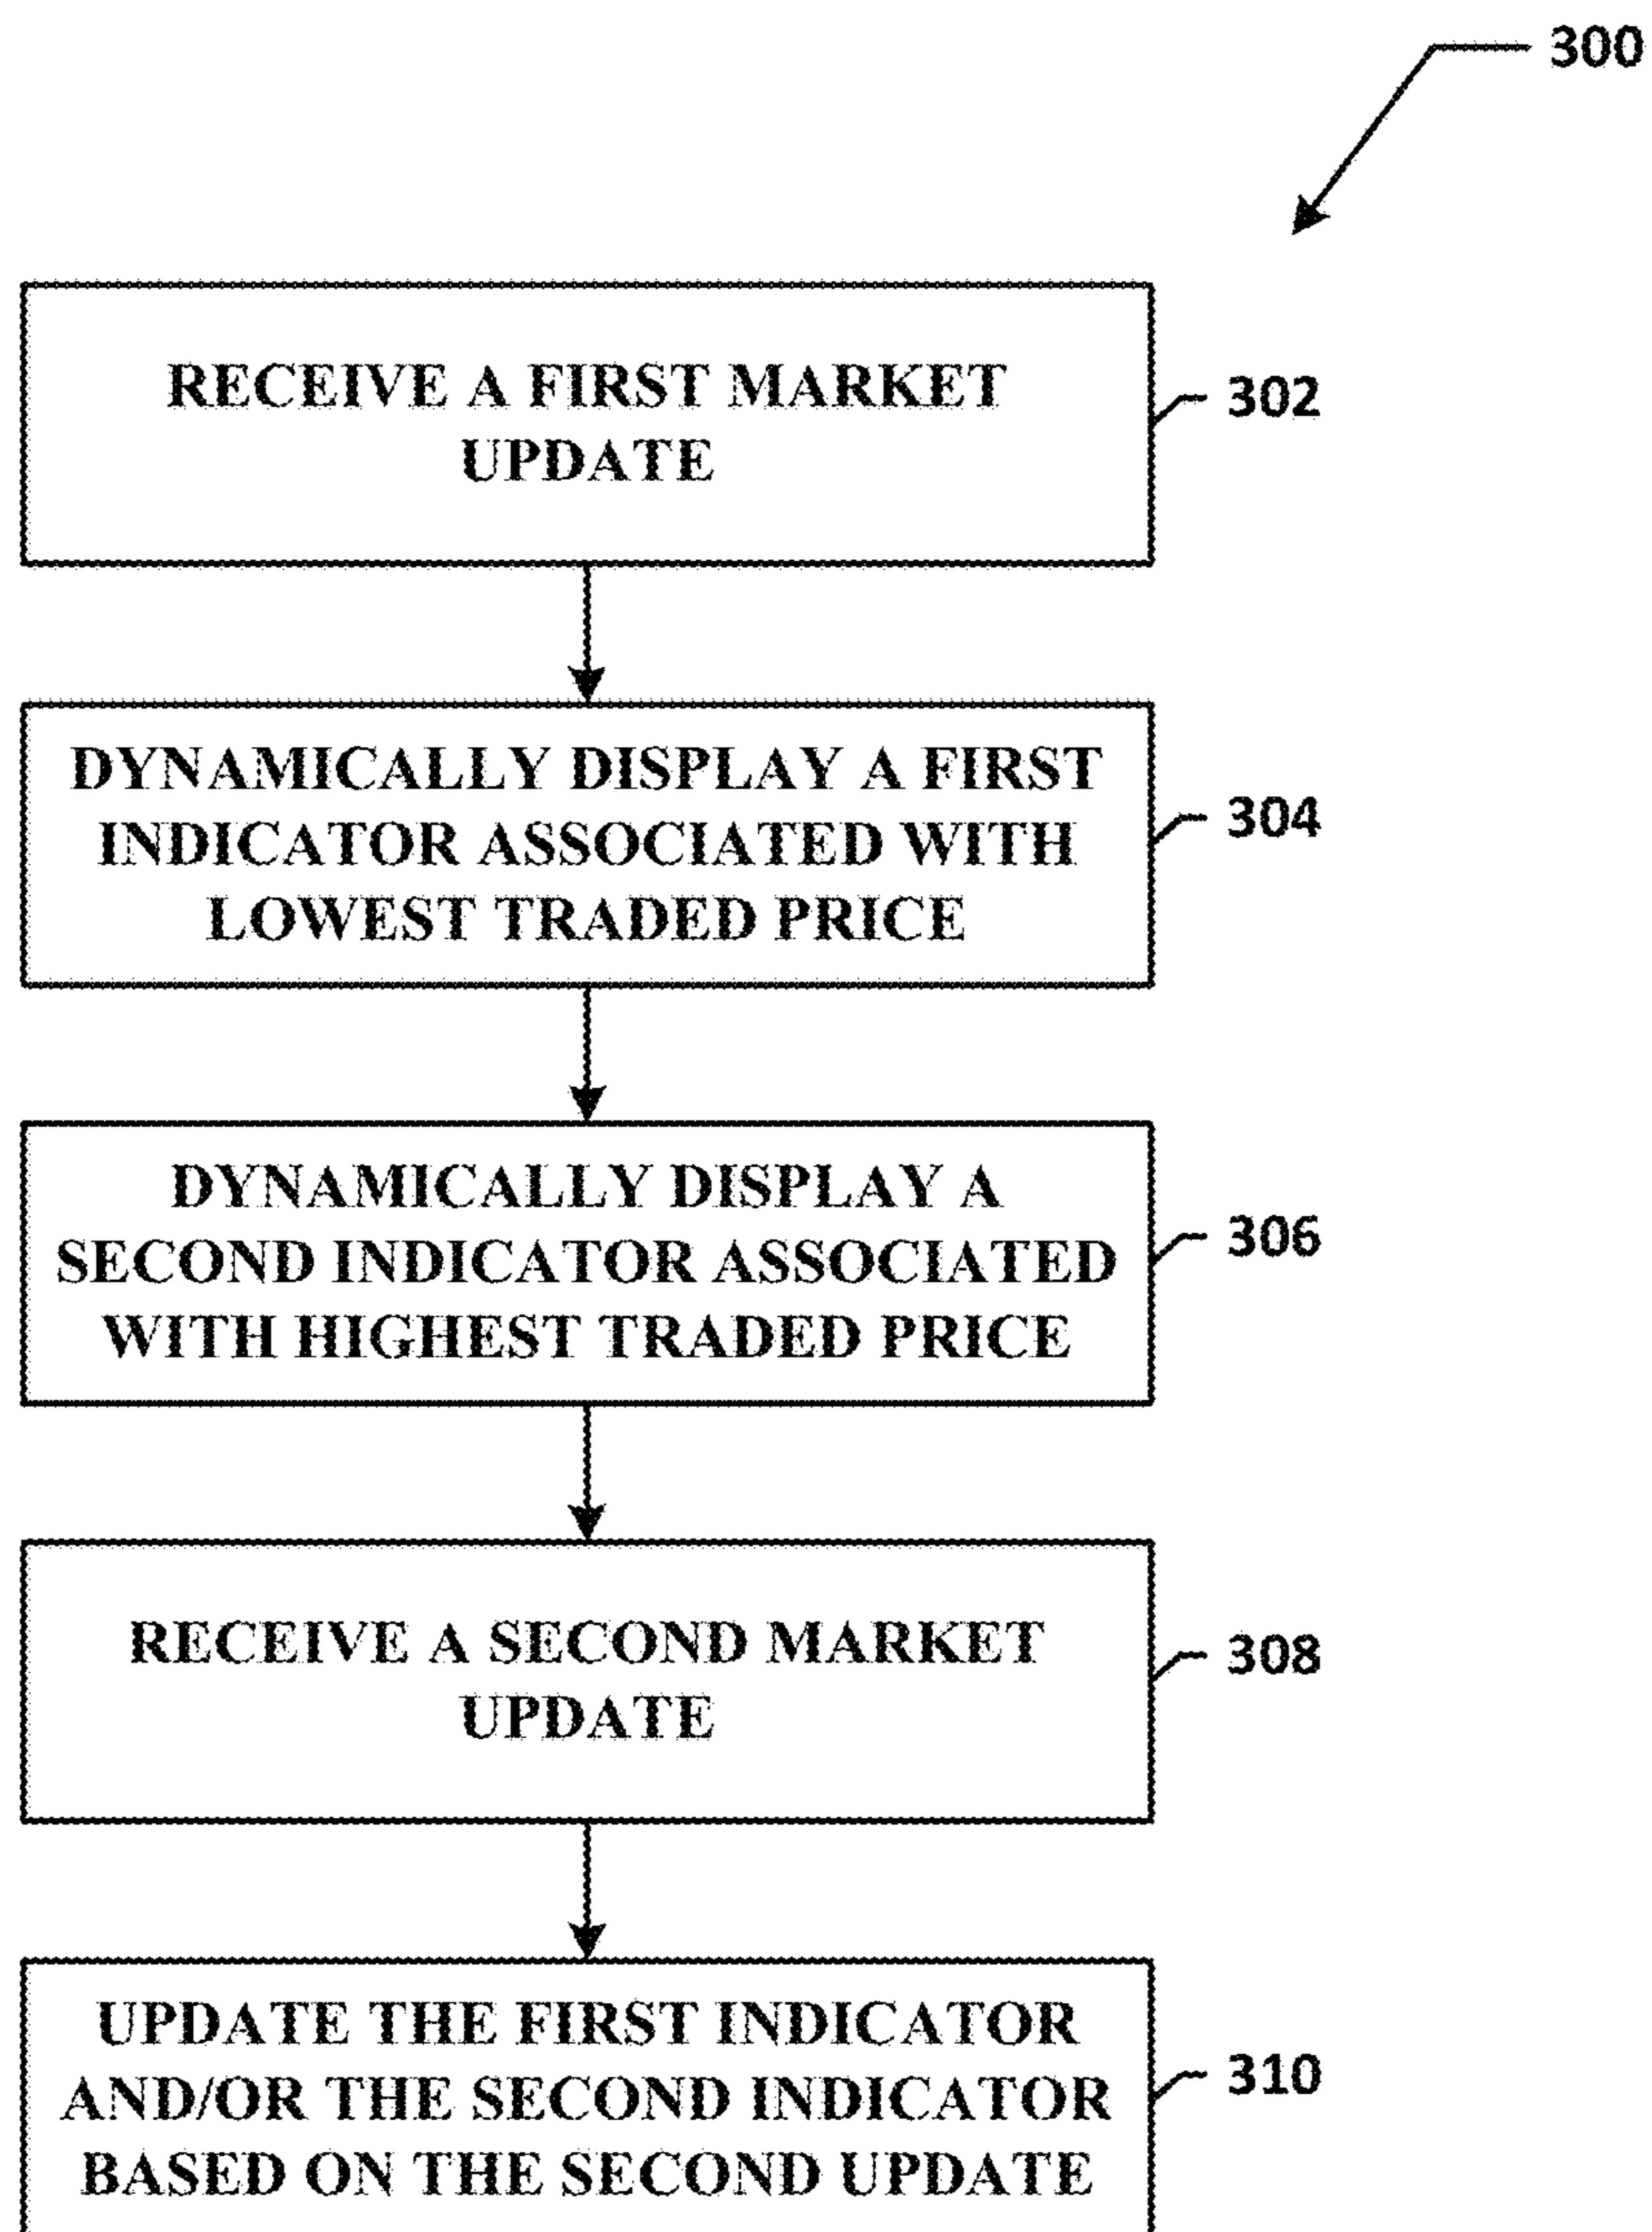 300
RECEIVE A FIRST MARKET
UPDATE
302
DYNAMICALLY DISPLAY A FIRST
INDICATOR ASSOCIATED WITH
LOWEST TRADED PRICE
304
DYNAMICALLY DISPLAY A
SECOND INDICATOR ASSOCIATED
WITH HIGHEST TRADED PRICE
306
RECEIVE A SECOND MARKET
UPDATE
308
UPDATE THE FIRST INDICATOR
AND/OR THE SECOND INDICATOR
BASED ON THE SECOND UPDATE
310